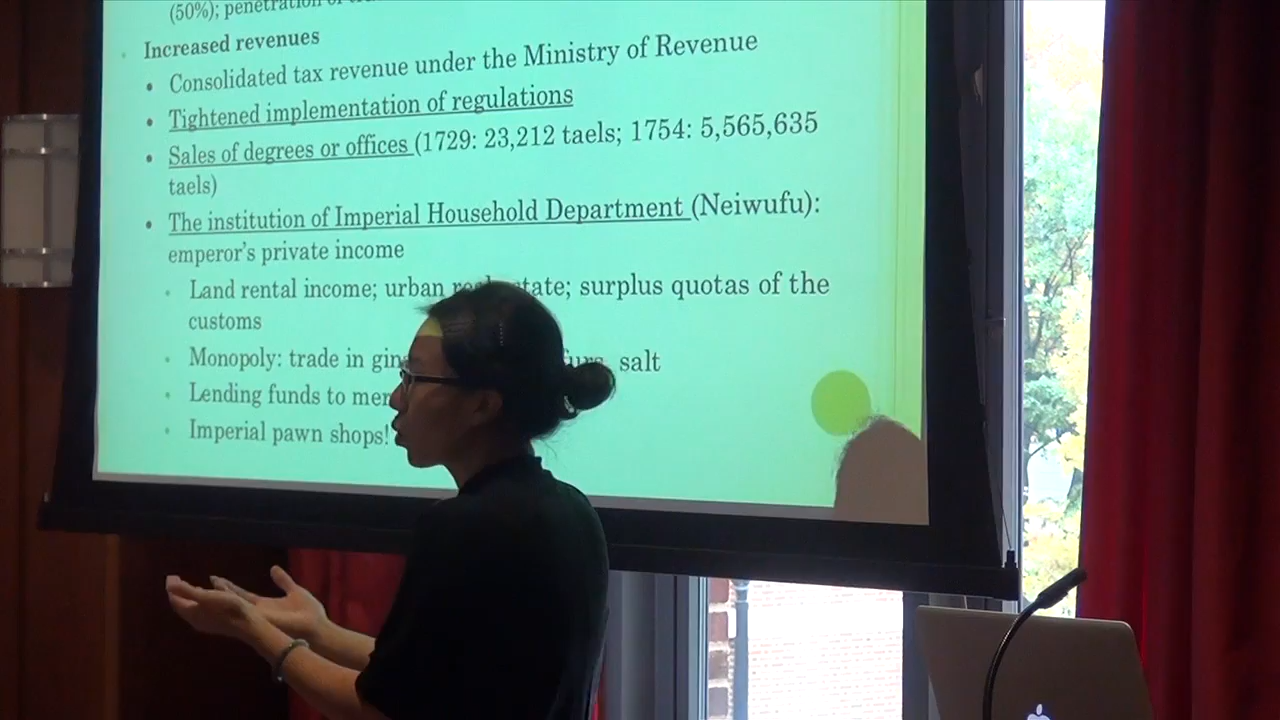 (50%); penetration of
Increased revenues
Consolidated tax revenue under the Ministry of Revenue
Tightened implementation of regulations
Sales of degrees or offices (1729: 23,212 taels; 1754: 5,565,635
taels)
The institution of Imperial Household Department (Neiwufu):
emperor's private income
Land rental income; urban real estate; surplus quotas of the
customs
Monopoly: trade in furs, salt
Lending funds to
Imperial pawn shops!